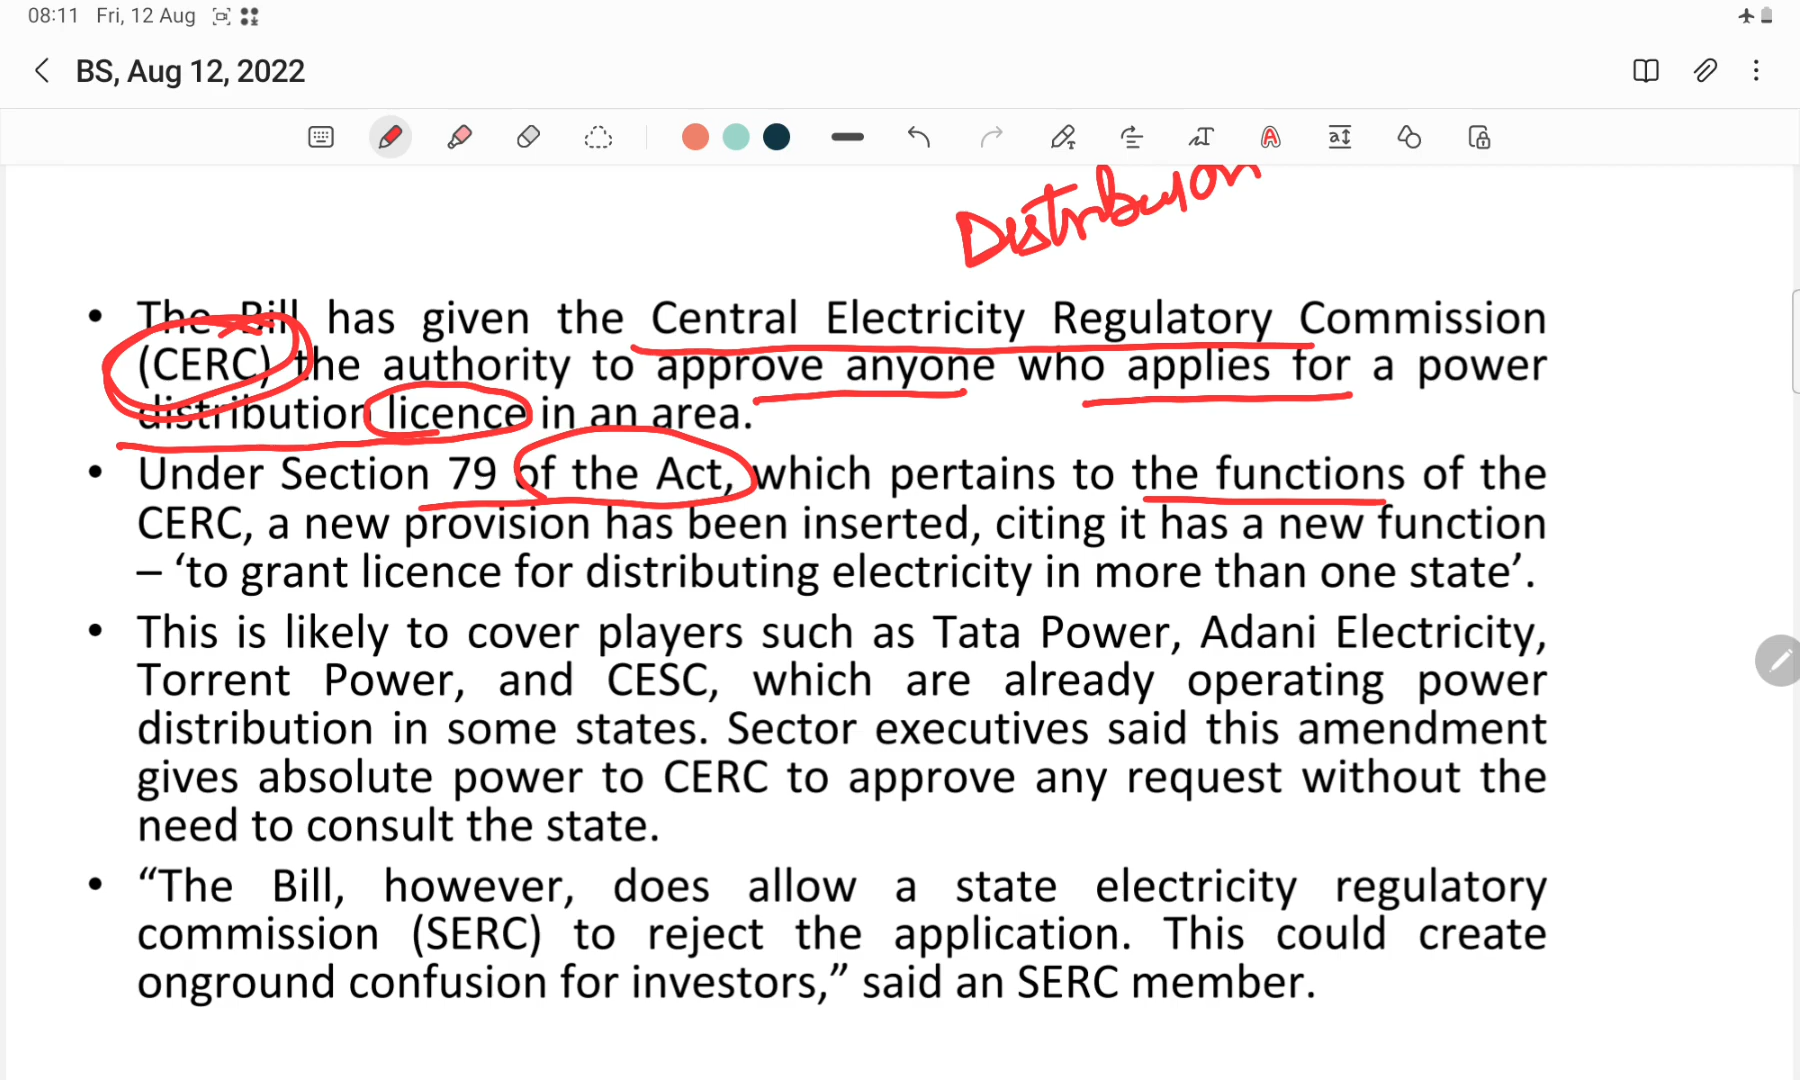 08:11 Fri, 12 Aug
BS, Aug 12, 2022
Distribution
• The Bill has given the Central Electricity Regulatory Commission
(CERC) the authority to approve anyone who applies for a power
distribution licence in an area.
• Under Section 79 of the Act, which pertains to the functions of the
CERC, a new provision has been inserted, citing it has a new function
– ‘to grant licence for distributing electricity in more than one state’.
• This is likely to cover players such as Tata Power, Adani Electricity,
Torrent Power, and CESC, which are already operating power
distribution in some states. Sector executives said this amendment
gives absolute power to CERC to approve any request without the
need to consult the state.
• “The Bill, however, does allow a state electricity regulatory
commission (SERC) to reject the application. This could create
onground confusion for investors,” said an SERC member.